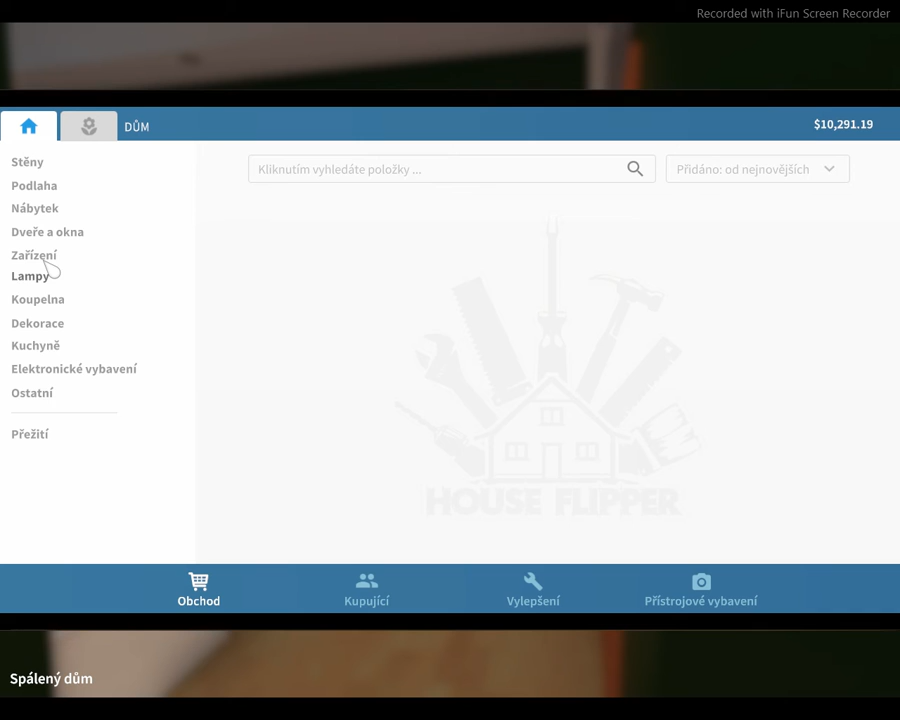 Recorded with iFun Screen Recorder
DŮM
$10,291.19
Stěny
Podlaha
Nábytek
Dveře a okna
Zařízení
Lampy
Koupelna
Dekorace
Kuchyně
Elektronické vybavení
Ostatní
Přežití
Kliknutím vyhledáte položky ...
Přidáno: od nejnovějších
HOUSE FLIPPER
Obchod
Kupující
Vylepšení
Přístrojové vybavení
Spálený dům